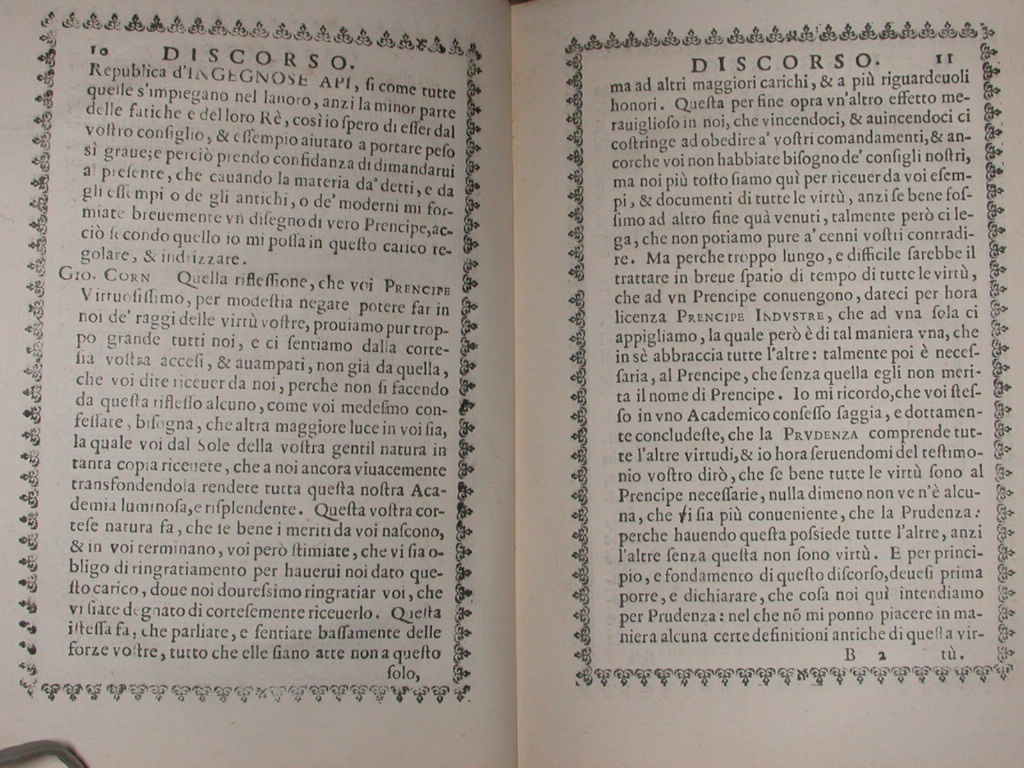 10
DISCORSO.
Republica d'INGEGNOSE API, ſi come tutte
quelle s'impiegano nel lauoro, anzi la minor parte
delle fatiche e del loro Rè, così io ſpero di eſſer dal
voſtro conſiglio, & eſſempio aiutato a portare peſo
sì graue; e perciò prendo confidanza di dimandarui
al preſente, che cauando la materia da' detti, e da
gli eſſempi o de gli antichi, o de' moderni mi for-
miate breuemente vn diſegno di vero Prencipe, ac-
ciò ſecondo quello io mi poſſa in queſto carico re-
golare, & indrizzare.
GIO. CORN Quella rifleſſione, che voi PRENCIPE
Virtuoſiſſimo, per modeſtia negate potere far in
noi de' raggi delle virtù voſtre, prouiamo pur trop-
po grande tutti noi, e ci ſentiamo dalla corte-
ſia voſtra acceſi, & auampati, non già da quella,
che voi dite riceuer da noi, perche non ſi facendo
da queſta rifleſſo alcuno, come voi medeſimo con-
feſſate, biſogna, che altra maggiore luce in voi ſia,
la quale voi dal Sole della voſtra gentil natura in
tanta copia riceuete, che a noi ancora viuacemente
transfondendola rendete tutta queſta noſtra Aca-
demia luminoſa, e riſplendente. Queſta voſtra cor-
teſe natura fa, che ſe bene i meriti da voi naſcono,
& in voi terminano, voi però ſtimiate, che vi ſia o-
bligo di ringratiamento per hauerui noi dato que-
ſto carico, doue noi doureſſimo ringratiar voi, che
vi ſiate degnato di corteſemente riceuerlo. Queſta
iſteſſa fa, che parliate, e ſentiate baſſamente delle
forze voſtre, tutto che elle ſiano atte non a queſto
ſolo,
DISCORSO. 11
ma ad altri maggiori carichi, & a più riguardeuoli
honori. Queſta per fine opra vn'altro effetto me-
rauiglioſo in noi, che vincendoci, & auincendoci ci
coſtringe ad obedire a' voſtri comandamenti, & an-
corche voi non habbiate biſogno de' conſigli noſtri,
ma noi più toſto ſiamo quì per riceuer da voi eſem-
pi, & documenti di tutte le virtù, anzi ſe bene foſ-
ſimo ad altro fine quà venuti, talmente però ci le-
ga, che non potiamo pure a' cenni voſtri contradi-
re. Ma perche troppo lungo, e difficile ſarebbe il
trattare in breue ſpatio di tempo di tutte le virtù,
che ad vn Prencipe conuengono, dateci per hora
licenza PRENCIPE INDVSTRE, che ad vna ſola ci
appigliamo, la quale però è di tal maniera vna, che
in sè abbraccia tutte l'altre: talmente poi è neceſ-
ſaria, al Prencipe, che ſenza quella egli non meri-
ta il nome di Prencipe. Io mi ricordo, che voi ſteſ-
ſo in vno Academico conſeſſo ſaggia, e dottamen-
te concludeſte, che la PRVDENZA comprende tut-
te l'altre virtudi, & io hora ſeruendomi del teſtimo-
nio voſtro dirò, che ſe bene tutte le virtù ſono al
Prencipe neceſſarie, nulla dimeno non ve n'è alcu-
na, che vi ſia più conueniente, che la Prudenza:
perche hauendo queſta poſsiede tutte l'altre, anzi
l'altre ſenza queſta non ſono virtù. E per princi-
pio, e fondamento di queſto diſcorſo, deueſi prima
porre, e dichiarare, che coſa noi quì intendiamo
per Prudenza: nel che nõ mi ponno piacere in ma-
niera alcuna certe definitioni antiche di queſta vir-
B 2 tù.